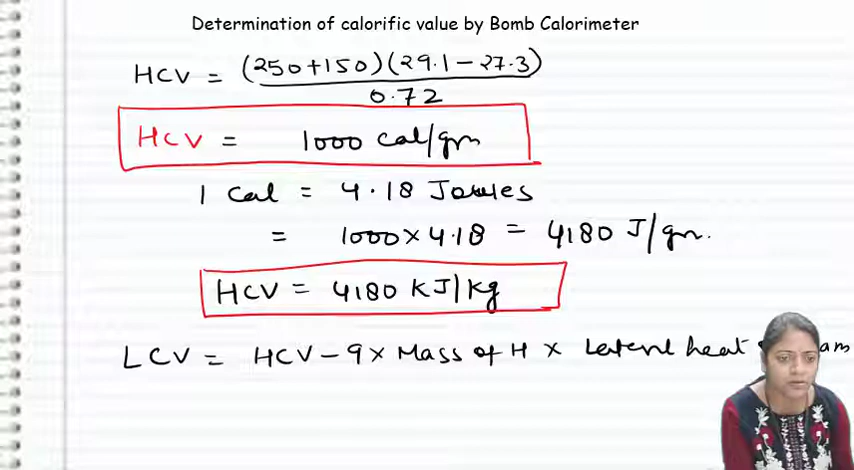 Determination of calorific value by Bomb Calorimeter
HCV = (250+150)(29.1 - 27.3)
0.72
HCV = 1000 Cal/gm
1 Cal = 4.18 Joules
= 1000 × 4.18 = 4180 J/gm.
HCV = 4180 KJ/Kg
LCV = HCV - 9 × Mass of H × Latent heat